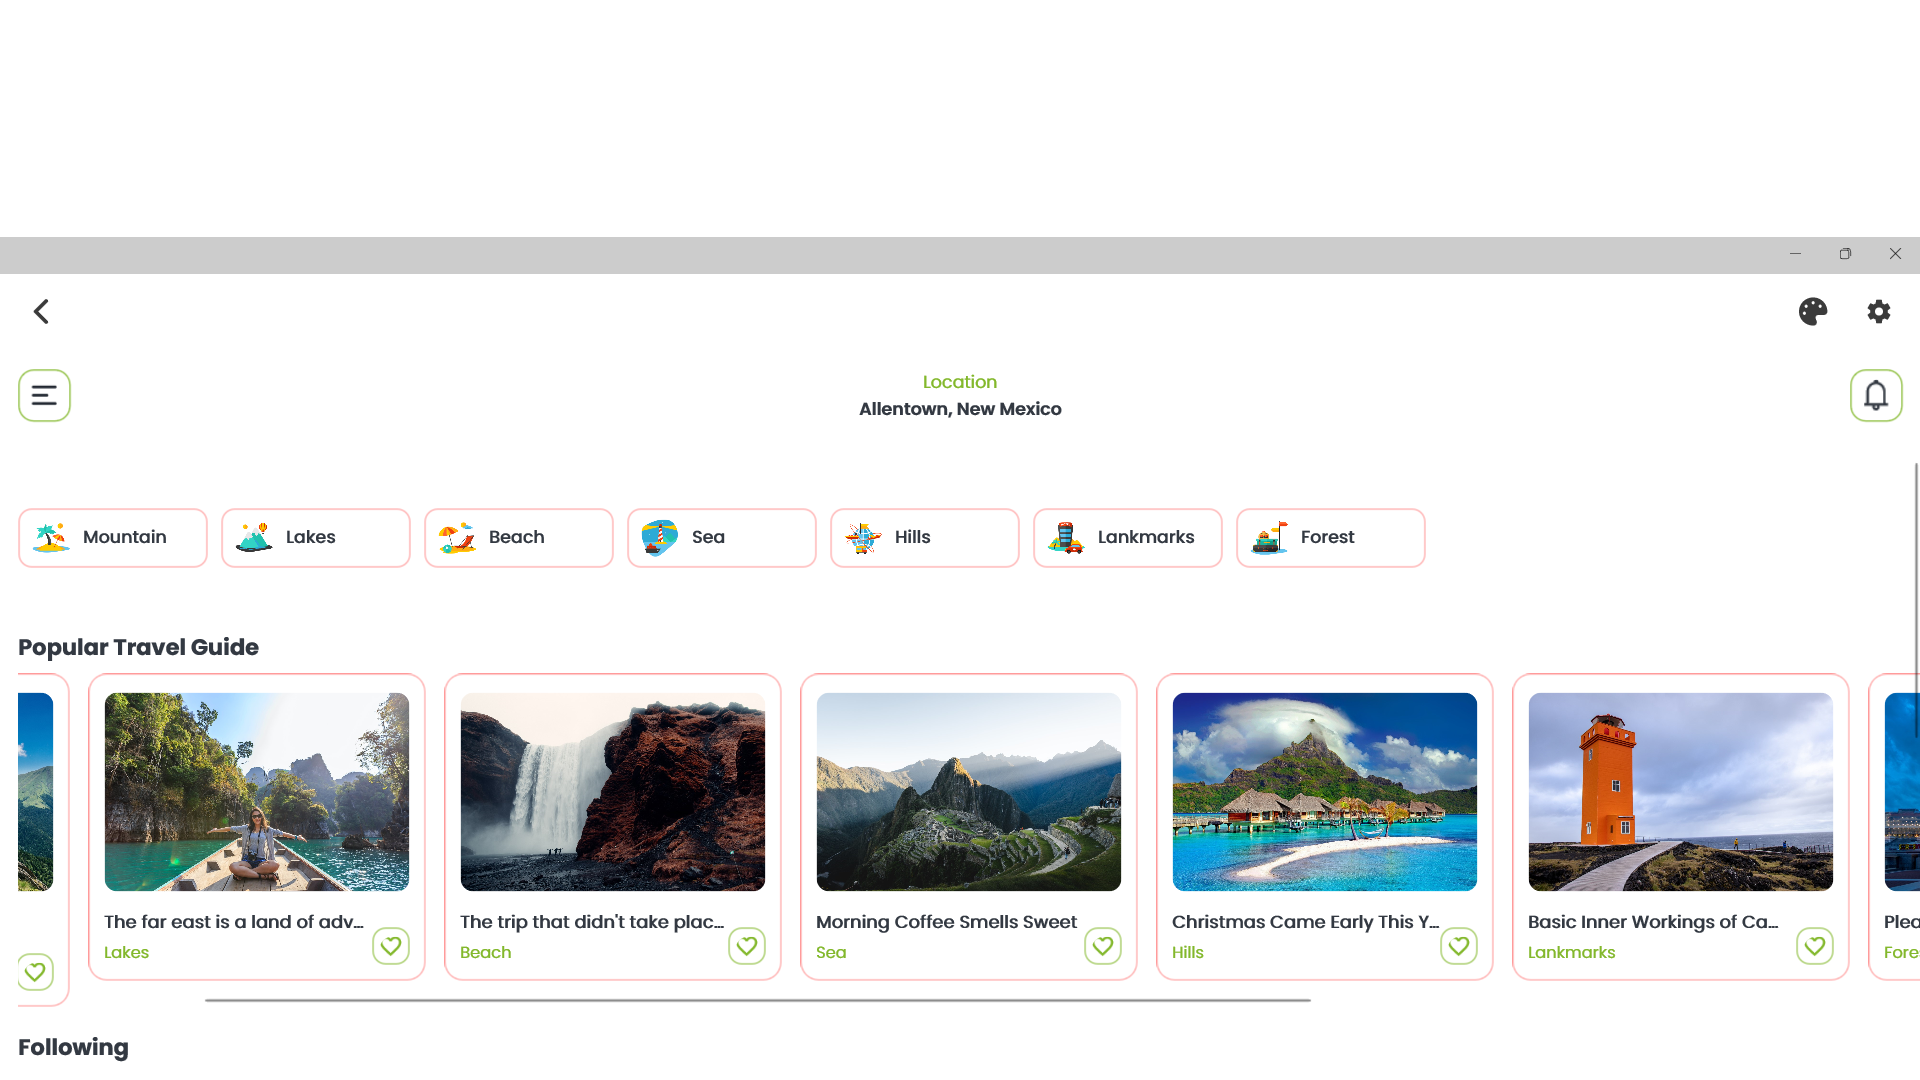 Location
Allentown, New Mexico
Mountain
Lakes
Beach
Sea
Hills
Lankmarks
Forest
Popular Travel Guide
The far east is a land of adv...
Lakes
The trip that didn't take plac...
Beach
Morning Coffee Smells Sweet
Sea
Christmas Came Early This Y...
Hills
Basic Inner Workings of Ca...
Lankmarks
Following